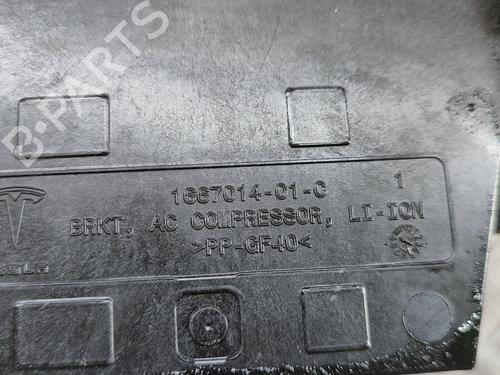 B-PARTS
1667014-01-C 1
BRKT, AC COMPRESSOR, LI-ION
>PP-GF40<